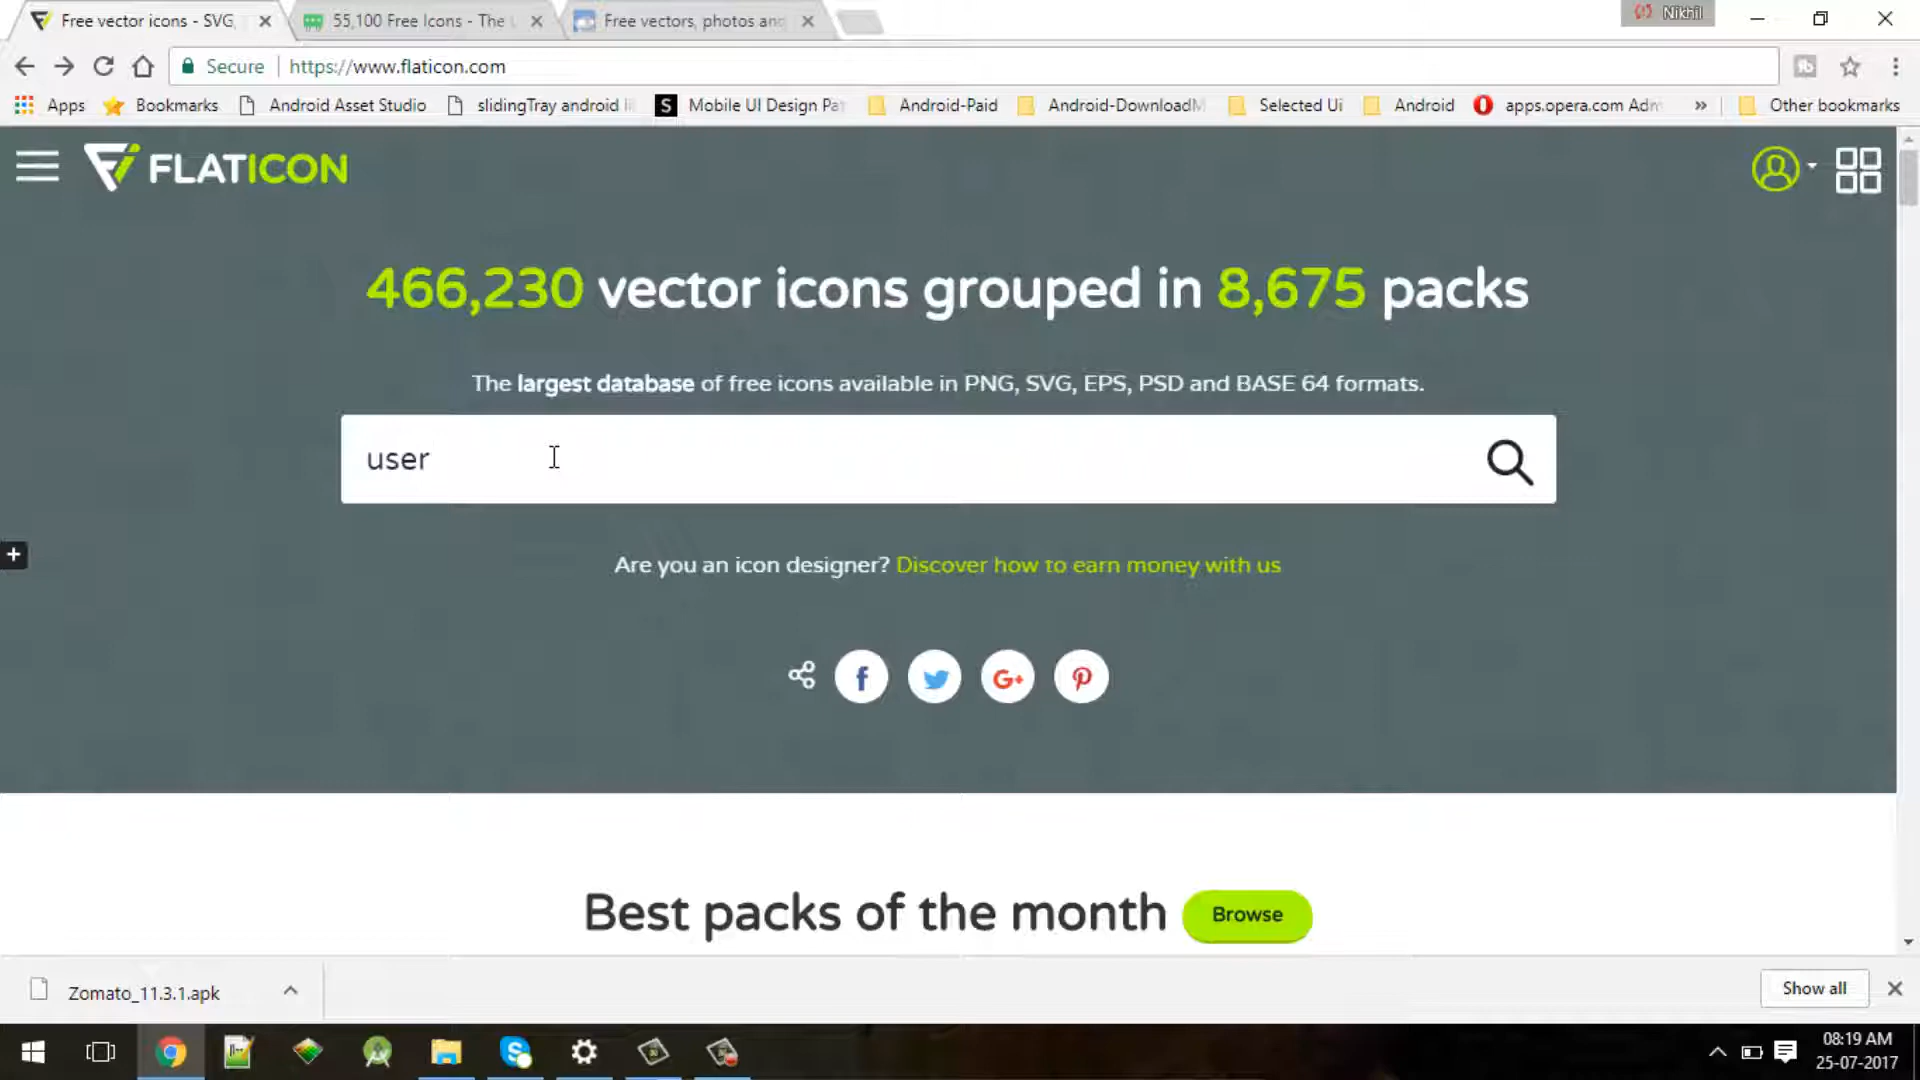 Free vector icons - SVG,
55,100 Free Icons - The
Free vectors, photos and
Nikhil
Secure
https://www.flaticon.com
Apps
Bookmarks
Android Asset Studio
slidingTray android
Mobile UI Design Pa
Android-Paid
Android-DownloadM
Selected Ui
Android
apps.opera.com Adm
»
Other bookmarks
FLATICON
466,230 vector icons grouped in 8,675 packs
The largest database of free icons available in PNG, SVG, EPS, PSD and BASE 64 formats.
user
Are you an icon designer? Discover how to earn money with us
f
G+
Best packs of the month
Browse
Zomato_11.3.1.apk
Show all
08:19 AM
25-07-2017